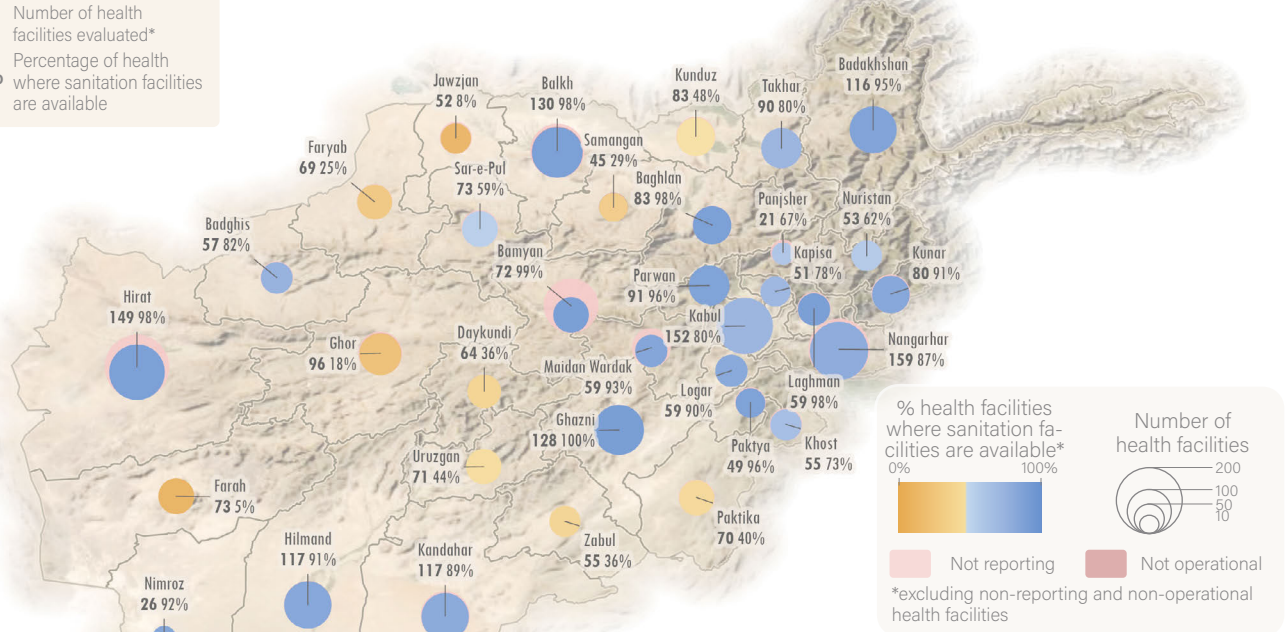 Number of health
facilities evaluated*
Percentage of health
where sanitation facilities
are available
Jawzjan
52 8%
Balkh
130 98%
Kunduz
83 48%
Takhar
90 80%
Badakhshan
116 95%
Faryab
69 25%
Sar-e-Pul
73 59%
Samangan
45 29%
Baghlan
83 98%
Panjsher
21 67%
Nuristan
53 62%
Badghis
57 82%
Bamyan
72 99%
Parwan
91 96%
Kapisa
51 78%
Kunar
80 91%
Hirat
149 98%
Ghor
96 18%
Daykundi
64 36%
Kabul
152 80%
Maidan Wardak
59 93%
Nangarhar
159 87%
Logar
59 90%
Laghman
59 98%
Ghazni
128 100%
Paktya
49 96%
Khost
55 73%
Uruzgan
71 44%
Farah
73 5%
Paktika
70 40%
Zabul
55 36%
Hilmand
117 91%
Kandahar
117 89%
Nimroz
26 92%
% health facilities
where sanitation fa-
cilities are available*
0% 100%
Number of
health facilities
200
100
50
10
Not reporting
Not operational
*excluding non-reporting and non-operational
health facilities